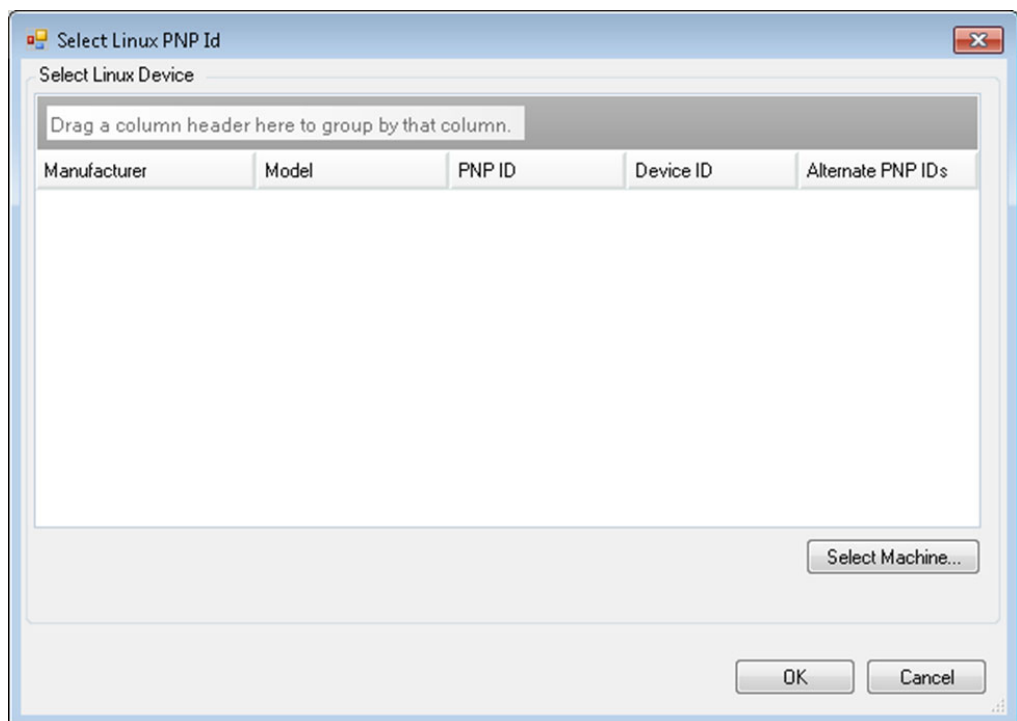 Select Linux PNP Id
Select Linux Device
Drag a column header here to group by that column.
Manufacturer Model PNP ID Device ID Alternate PNP IDs
Select Machine...
OK Cancel